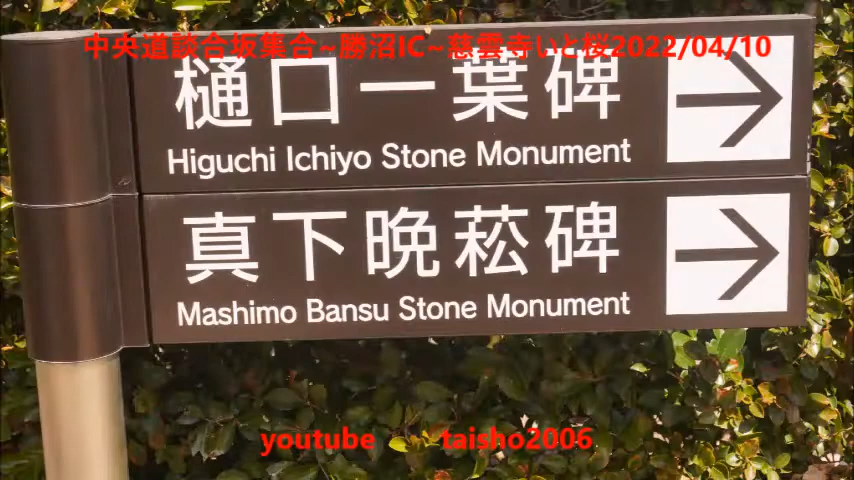 中央道談合坂集合~勝沼IC~慈雲寺いと桜2022/04/10
樋口一葉碑
Higuchi Ichiyo Stone Monument
真下晩菘碑
Mashimo Bansu Stone Monument
youtube taisho2006